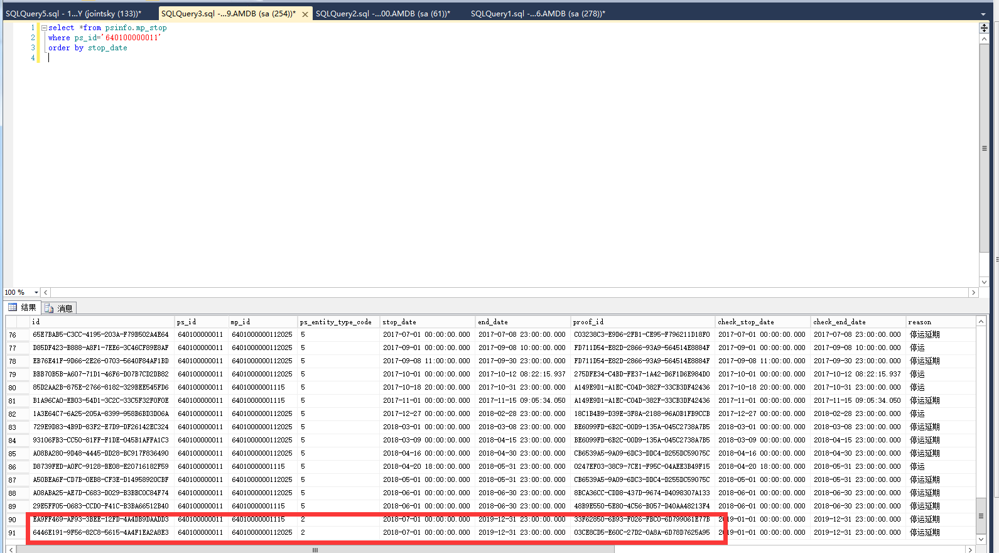 SQLQuery5.sql - 1...Y (jointsky (133))* SQLQuery3.sql -...9.AMDB (sa (254))* SQLQuery2.sql -...00.AMDB (sa (61))* SQLQuery1.sql -...6.AMDB (sa (278))*
1 select *from psinfo.mp_stop
2 where ps_id='640100000011'
3 order by stop_date
4
100 %
结果 消息
id ps_id mp_id ps_entity_type_code stop_date end_date proof_id check_stop_date check_end_date reason
76 65E7BAB5-C3CC-4195-203A-F79B502A4E64 640100000011 6401000000112025 5 2017-07-01 00:00:00.000 2017-07-08 23:00:00.000 C03238C3-E9D6-2FB1-CE95-F796211D18F0 2017-07-01 00:00:00.000 2017-07-08 23:00:00.000 停运延期
77 D85DF423-B888-A8F1-7EE6-3C46CF89E8AF 640100000011 6401000000112025 5 2017-09-01 00:00:00.000 2017-09-08 10:00:00.000 FD711D54-E82D-2866-93A9-564514E8884F 2017-09-01 00:00:00.000 2017-09-08 10:00:00.000 停运
78 EB76E41F-9D66-2E26-0703-5640F84AF1BD 640100000011 6401000000112025 5 2017-09-08 11:00:00.000 2017-09-30 23:00:00.000 FD711D54-E82D-2866-93A9-564514E8884F 2017-09-08 11:00:00.000 2017-09-30 23:00:00.000 停运延期
79 BBB70B5B-A607-71D1-46F6-D07B7CD2DB82 640100000011 6401000000112025 5 2017-10-01 00:00:00.000 2017-10-12 08:22:15.937 275DFE34-C4BD-FE37-1A42-D6F1D6E984D0 2017-10-01 00:00:00.000 2017-10-12 08:22:15.937 停运
80 85D2AA2B-875E-2766-8182-329BEE545FD6 640100000011 64010000001115 5 2017-10-18 20:00:00.000 2017-10-31 23:00:00.000 A149E9D1-A1EC-C04D-382F-33CB3DF42436 2017-10-18 20:00:00.000 2017-10-31 23:00:00.000 停运
81 B1A96CA0-EB03-54D1-3C2C-33C5F32F0F0E 640100000011 64010000001115 5 2017-11-01 00:00:00.000 2017-11-15 09:05:34.050 A149E9D1-A1EC-C04D-382F-33CB3DF42436 2017-11-01 00:00:00.000 2017-11-15 09:05:34.050 停运延期
82 1A3E64C7-6A25-205A-8399-958B6BD3D06A 640100000011 6401000000112025 5 2017-12-27 00:00:00.000 2018-02-28 23:00:00.000 18C1B4B9-D39E-3F8A-2188-96A0B1FB9CCB 2017-12-27 00:00:00.000 2018-02-28 23:00:00.000 停运
83 729E9D83-4B9D-83F2-E7D9-DF26142EC324 640100000011 6401000000112025 5 2018-03-01 00:00:00.000 2018-03-08 23:00:00.000 BE6099FD-6B2C-00D9-135A-045C2738A7B5 2018-03-01 00:00:00.000 2018-03-08 23:00:00.000 停运延期
84 93106FB3-CC50-81FF-F1DE-045B1AFFA1C3 640100000011 6401000000112025 5 2018-03-09 00:00:00.000 2018-04-15 23:00:00.000 BE6099FD-6B2C-00D9-135A-045C2738A7B5 2018-03-09 00:00:00.000 2018-04-15 23:00:00.000 停运延期
85 A08BA280-9D48-4445-DD28-BC917F836490 640100000011 6401000000112025 5 2018-04-16 00:00:00.000 2018-04-30 23:00:00.000 CB6539A5-9A09-6DC3-DDC4-D255DC59075C 2018-04-16 00:00:00.000 2018-04-30 23:00:00.000 停运延期
86 D8739FED-A0FC-9128-BE08-E20716182F59 640100000011 64010000001115 5 2018-04-20 18:00:00.000 2018-05-31 23:00:00.000 0247EF03-38C9-7CE1-F95C-04AEE3B49F15 2018-04-20 18:00:00.000 2018-05-31 23:00:00.000 停运
87 A50BEA6F-CD7B-0EB8-CF3E-D14958920CBF 640100000011 6401000000112025 5 2018-05-01 00:00:00.000 2018-05-31 23:00:00.000 CB6539A5-9A09-6DC3-DDC4-D255DC59075C 2018-05-01 00:00:00.000 2018-05-31 23:00:00.000 停运延期
88 A08ABA25-AE7D-C683-D029-B3BBC0C84F74 640100000011 6401000000112025 5 2018-06-01 00:00:00.000 2018-06-30 23:00:00.000 8BCA36CC-CDD8-437D-9674-D4098307A133 2018-06-01 00:00:00.000 2018-06-30 23:00:00.000 停运延期
89 29E5FF05-0683-CCD0-F41C-B3BA66512B40 640100000011 64010000001115 5 2018-06-01 00:00:00.000 2018-06-30 23:00:00.000 48B9E550-5E80-4C56-B057-D40AA48213F4 2018-06-01 00:00:00.000 2018-06-30 23:00:00.000 停运延期
90 EA9FF469-AF93-3BEE-12FD-4A4DB9DAADD3 640100000011 64010000001115 2 2018-07-01 00:00:00.000 2019-12-31 23:00:00.000 33F62850-6B93-F026-FBC0-6D799061E77B 2019-01-01 00:00:00.000 2019-12-31 23:00:00.000 停运延期
91 6446E191-9F56-82C8-5615-4A4F1EA2A8E3 640100000011 6401000000112025 2 2018-07-01 00:00:00.000 2019-12-31 23:00:00.000 03CE8CD5-E60C-27D2-0A8A-6D78D7625A95 2019-01-01 00:00:00.000 2019-12-31 23:00:00.000 停运延期